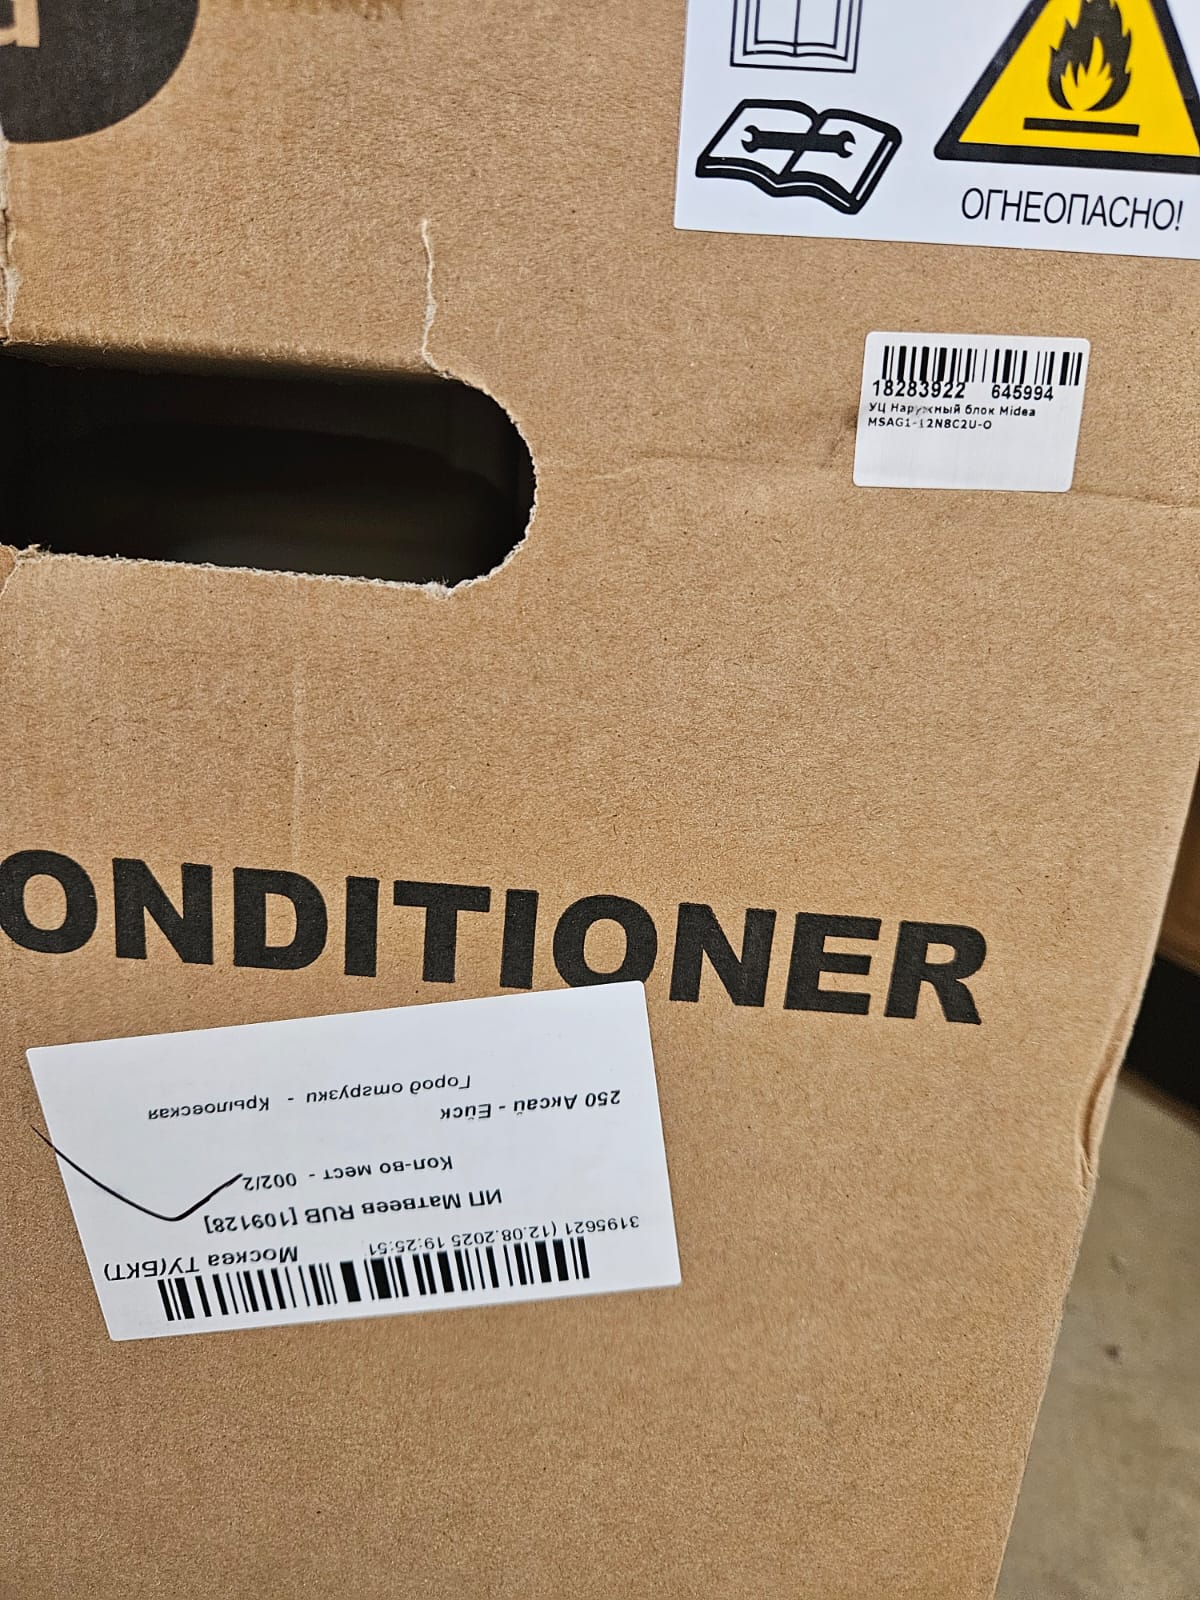 ОГНЕОПАСНО!
18283922 645994
УЦ Наружный блок Midea
MSAG1-12N8C2U-O
ONDITIONER
Москва ТУ(БКТ)
3195621 (12.08.2025 19:25:51
ИП Матвеев RUB [109128]
Кол-во мест - 002/2
250 Аксай - Ейск
Город отгрузки - Крыловская